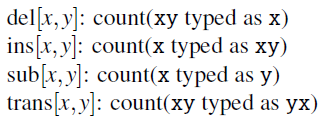 del[x,y]: count(xy typed as x)
ins[x,y]: count(x typed as xy)
sub[x,y]: count(x typed as y)
trans[x,y]: count(xy typed as yx)